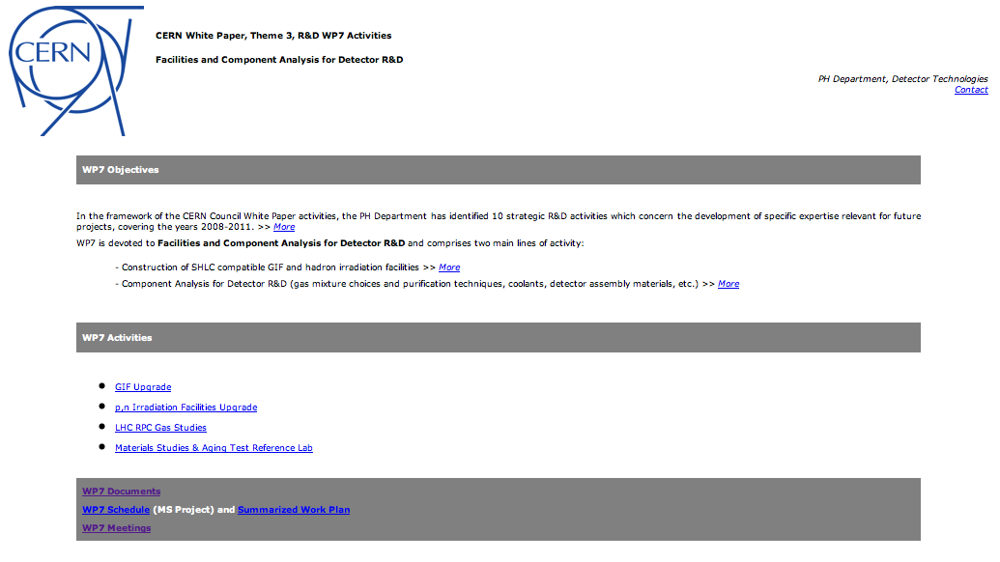 CERN
CERN White Paper, Theme 3, R&D WP7 Activities
Facilities and Component Analysis for Detector R&D
PH Department, Detector Technologies
Contact
WP7 Objectives
In the framework of the CERN Council White Paper activities, the PH Department has identified 10 strategic R&D activities which concern the development of specific expertise relevant for future
projects, covering the years 2008-2011. >> More
WP7 is devoted to Facilities and Component Analysis for Detector R&D and comprises two main lines of activity:
- Construction of SHLC compatible GIF and hadron irradiation facilities >> More
- Component Analysis for Detector R&D (gas mixture choices and purification techniques, coolants, detector assembly materials, etc.) >> More
WP7 Activities
GIF Upgrade
p,n Irradiation Facilities Upgrade
LHC RPC Gas Studies
Materials Studies & Aging Test Reference Lab
WP7 Documents
WP7 Schedule (MS Project) and Summarized Work Plan
WP7 Meetings